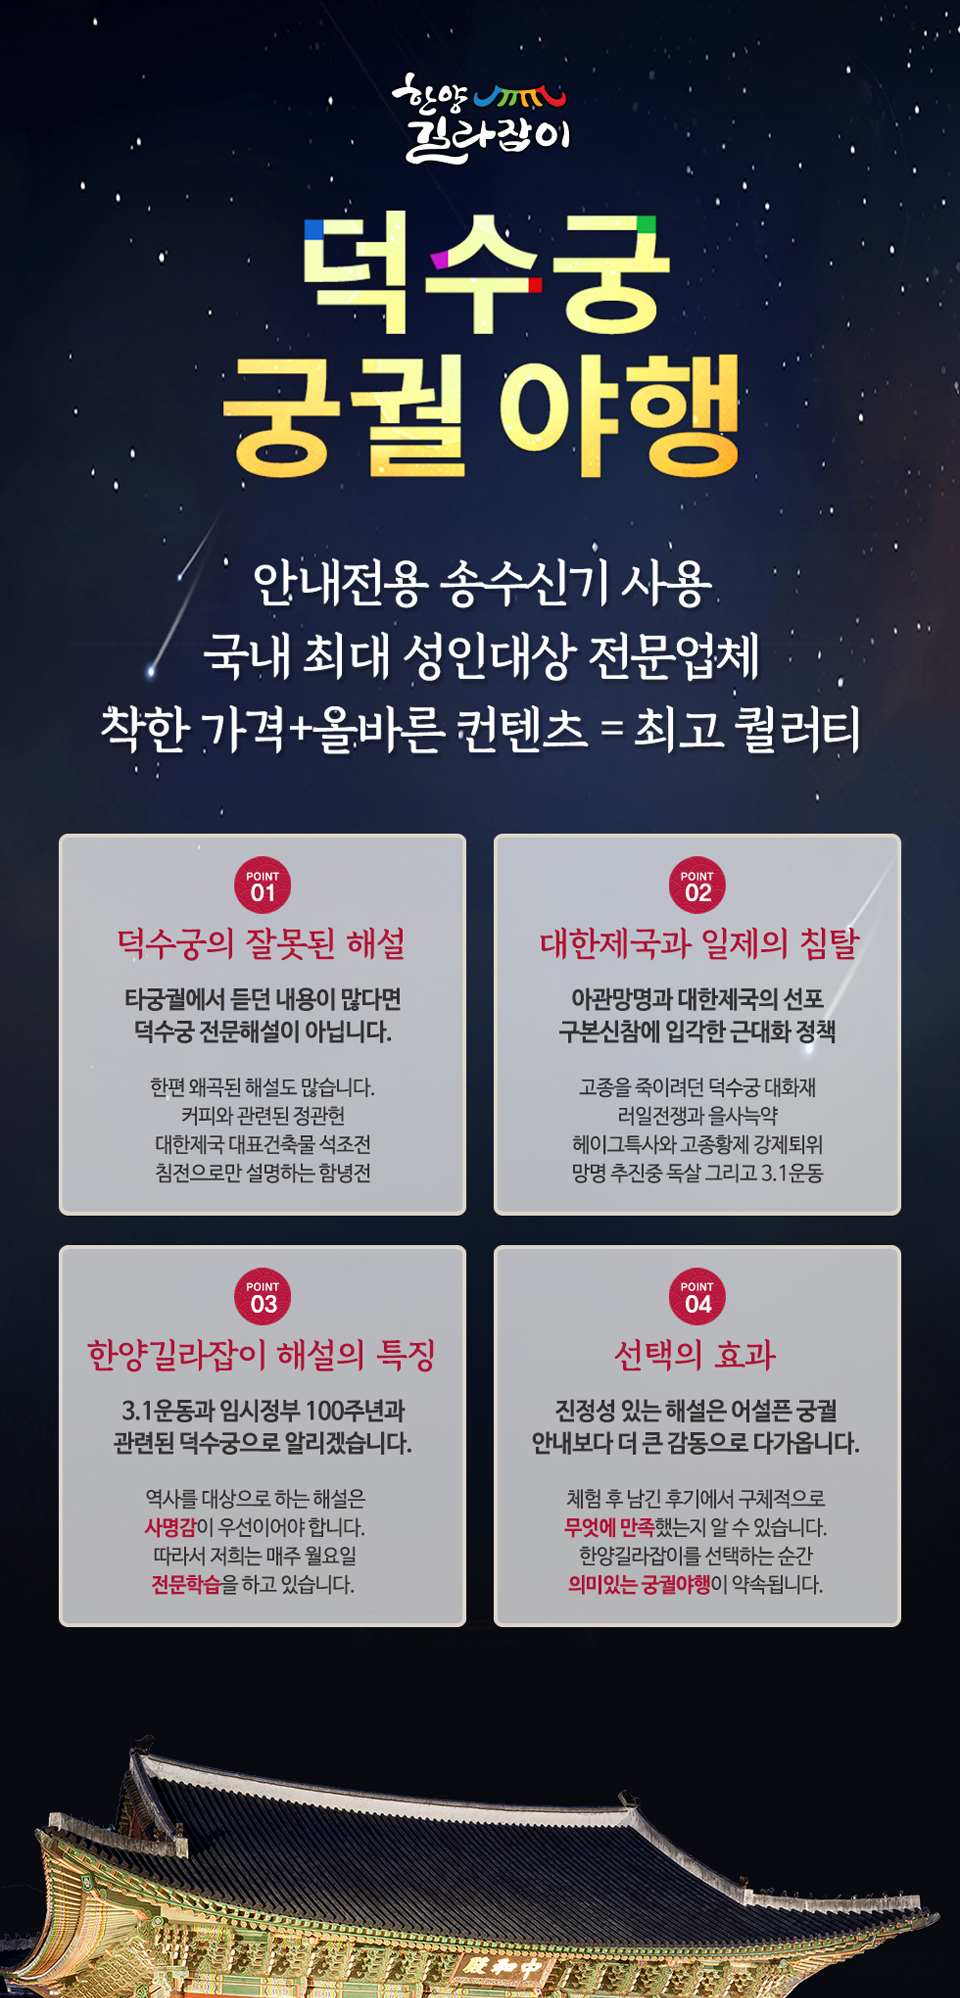 한양
길라잡이
덕수궁
궁궐 야행
안내전용 송수신기 사용
국내 최대 성인대상 전문업체
착한 가격+올바른 컨텐츠 = 최고 퀄러티
POINT
01
덕수궁의 잘못된 해설
타궁궐에서 듣던 내용이 많다면
덕수궁 전문해설이 아닙니다.
한편 왜곡된 해설도 많습니다.
커피와 관련된 정관헌
대한제국 대표건축물 석조전
침전으로만 설명하는 함녕전
POINT
02
대한제국과 일제의 침탈
아관망명과 대한제국의 선포
구본신참에 입각한 근대화 정책
고종을 죽이려던 덕수궁 대화재
러일전쟁과 을사늑약
헤이그특사와 고종황제 강제퇴위
망명 추진중 독살 그리고 3.1운동
POINT
03
한양길라잡이 해설의 특징
3.1운동과 임시정부 100주년과
관련된 덕수궁으로 알리겠습니다.
역사를 대상으로 하는 해설은
사명감이 우선이어야 합니다.
따라서 저희는 매주 월요일
전문학습을 하고 있습니다.
POINT
04
선택의 효과
진정성 있는 해설은 어설픈 궁궐
안내보다 더 큰 감동으로 다가옵니다.
체험 후 남긴 후기에서 구체적으로
무엇에 만족했는지 알 수 있습니다.
한양길라잡이를 선택하는 순간
의미있는 궁궐야행이 약속됩니다.
殿和中